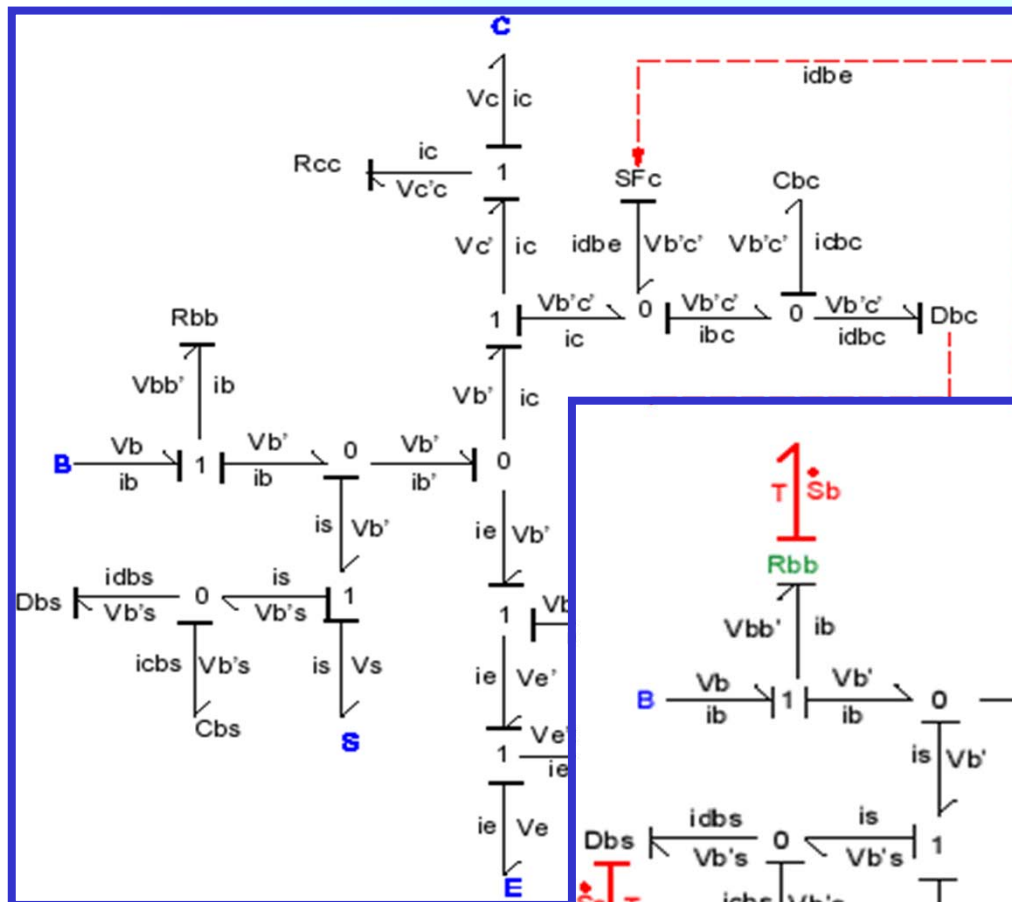 C
Vc ic
idbe
Rcc
ic
Vc'c
1
SFc
Cbc
Vc' ic
idbe Vb'c'
Vb'c' icbc
Rbb
1
Vb'c'
ic
0
Vb'c'
ibc
0
Vb'c'
idbc
Dbc
Vbb' ib
Vb' ic
B
Vb
ib
1
Vb'
ib
0
Vb'
ib'
0
is Vb'
ie Vb'
Dbs
idbs
Vb's
0
is
Vb's
1
1
icbs Vb's
is Vs
ie Ve'
Cbs
S
1
ie Ve
E
T Sb
Rbb
Vbb' ib
B
Vb
ib
1
Vb'
ib
0
is Vb'
Dbs
idbs
Vb's
0
is
Vb's
1